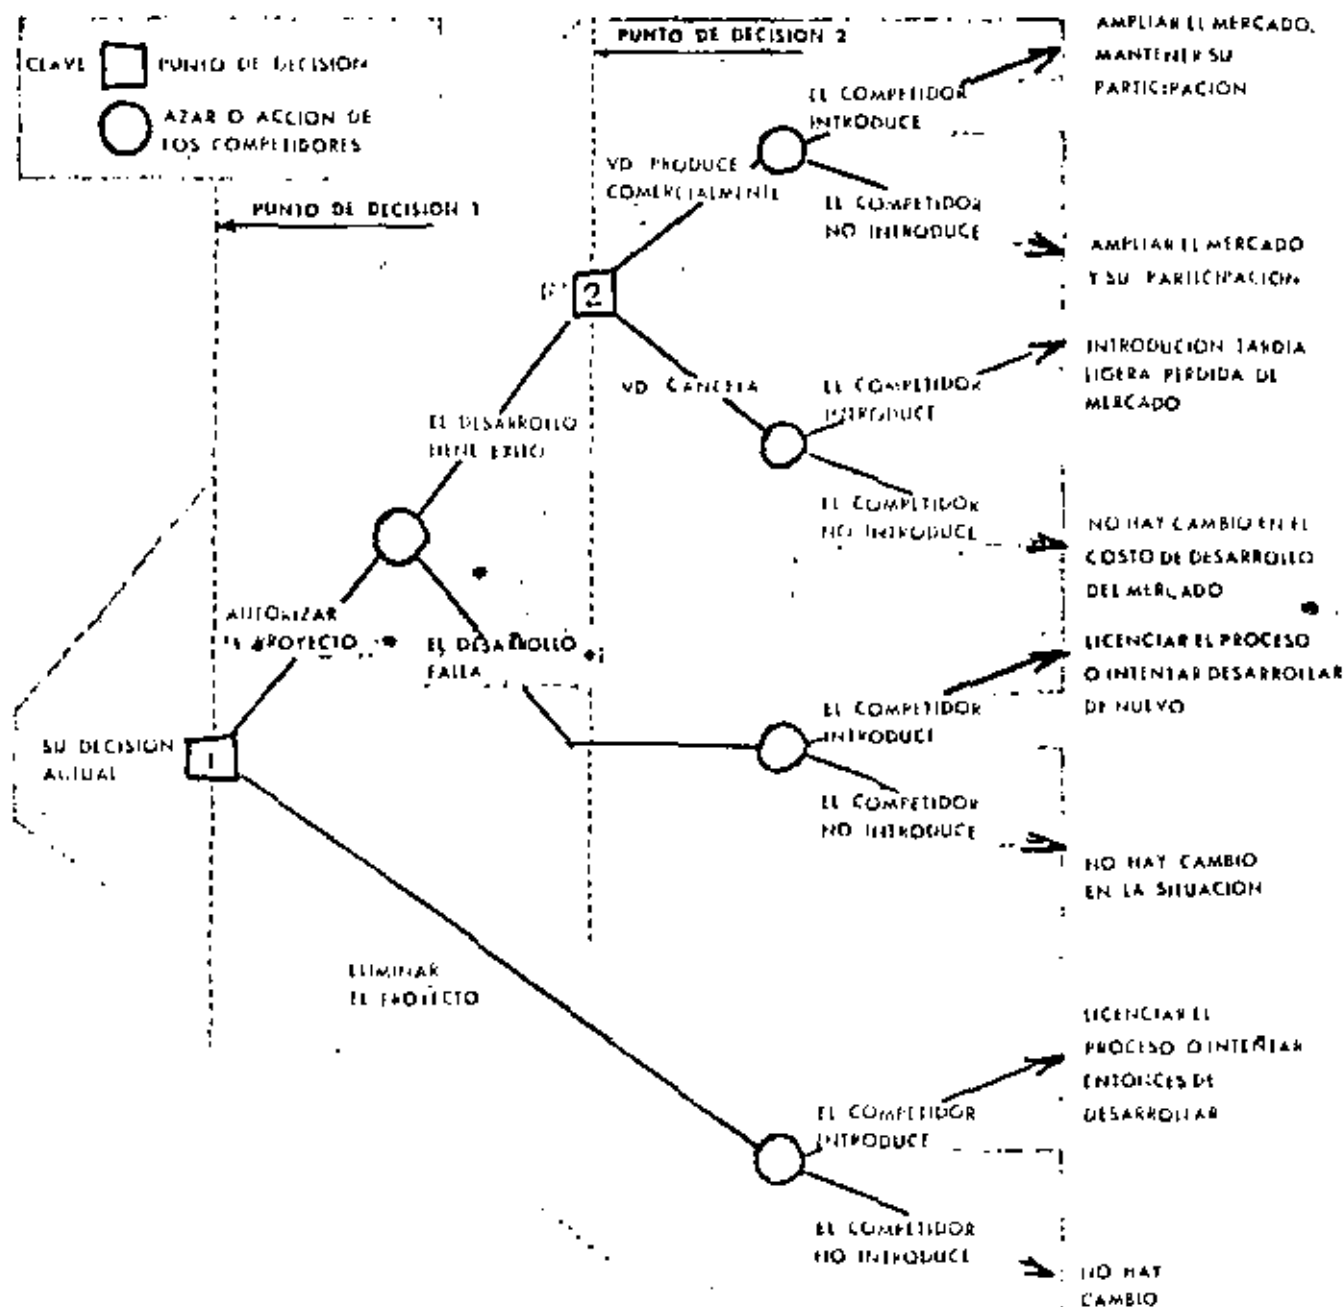 CLAVE
PUNTO DE DECISION
AZAR O ACCION DE
LOS COMPETIDORES
PUNTO DE DECISION 1
PUNTO DE DECISION 2
EL COMPETIDOR
INTRODUCE
AMPLIAR EL MERCADO,
MANTENER SU
PARTICIPACION
VD PRODUCE
COMERCIALMENTE
EL COMPETIDOR
NO INTRODUCE
AMPLIAR EL MERCADO
Y SU PARTICIPACION
2
VD CANCELA
EL COMPETIDOR
INTRODUCE
INTRODUCION TARDIA
LIGERA PERDIDA DE
MERCADO
EL DESARROLLO
TIENE EXITO
EL COMPETIDOR
NO INTRODUCE
NO HAY CAMBIO EN EL
COSTO DE DESARROLLO
DEL MERCADO
AUTORIZAR
PROYECTO
EL DESARROLLO
FALLA
EL COMPETIDOR
INTRODUCE
LICENCIAR EL PROCESO
O INTENTAR DESARROLLAR
DE NUEVO
SU DECISION
ACTUAL
1
EL COMPETIDOR
NO INTRODUCE
NO HAY CAMBIO
EN LA SITUACION
ELIMINAR
EL PROYECTO
EL COMPETIDOR
INTRODUCE
LICENCIAR EL
PROCESO O INTENTAR
ENTONCES DE
DESARROLLAR
EL COMPETIDOR
NO INTRODUCE
NO HAY
CAMBIO